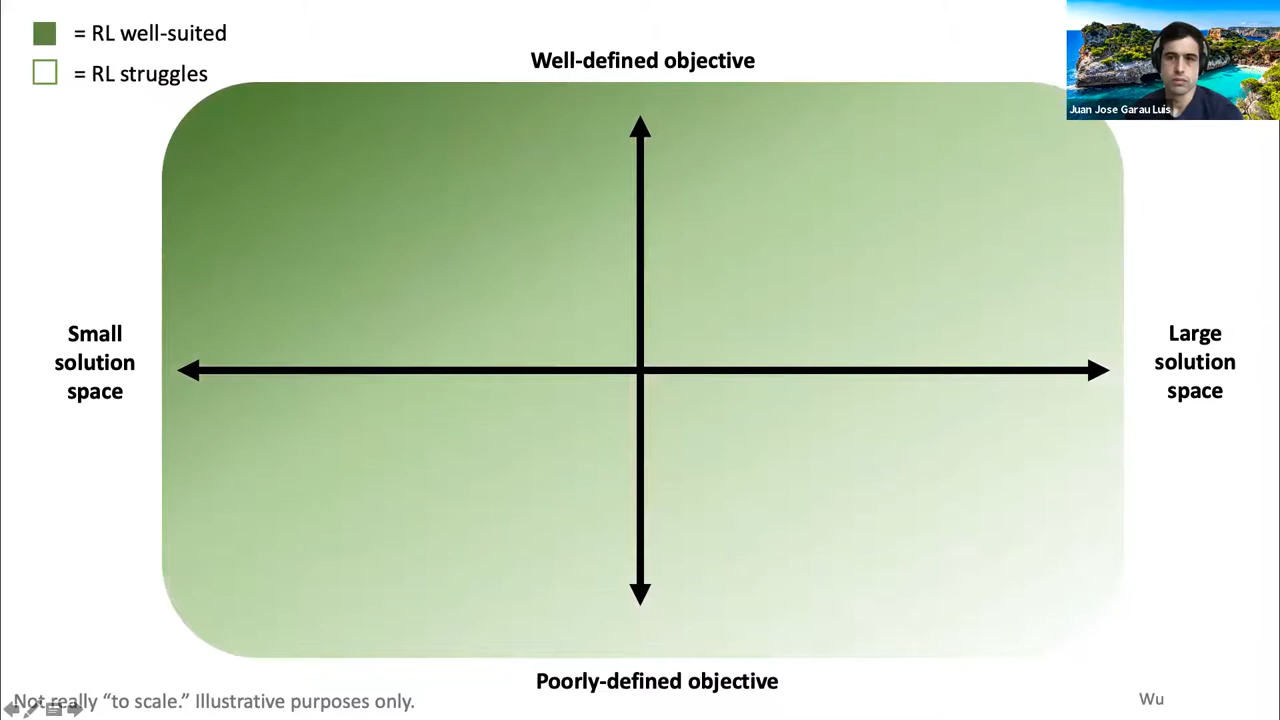 = RL well-suited
= RL struggles
Well-defined objective
Juan Jose Garau Luis
Small
solution
space
Large
solution
space
Poorly-defined objective
Not really “to scale.” Illustrative purposes only.
Wu